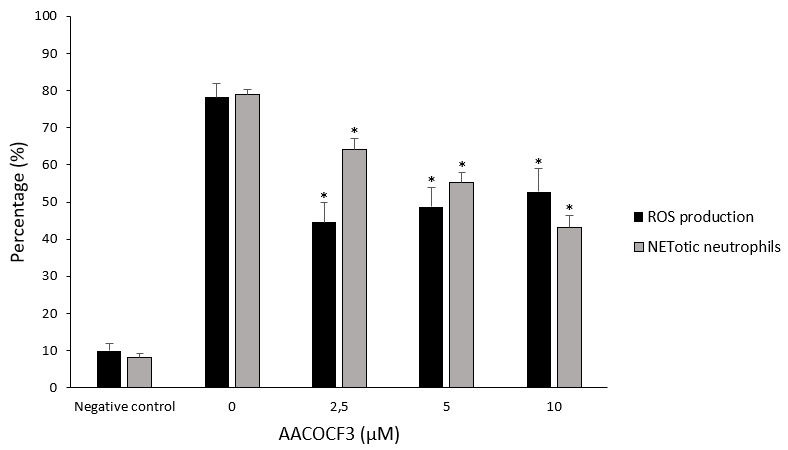 100
90
80
70
60
50
40
30
20
10
0
Percentage (%)
* * * * * *
Negative control 0 2,5 5 10
AACOCF3 (µM)
ROS production
NETotic neutrophils